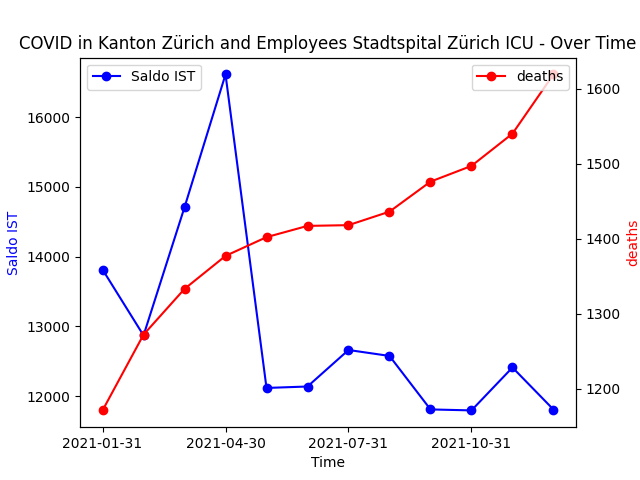 COVID in Kanton Zürich and Employees Stadtspital Zürich ICU - Over Time
Saldo IST
deaths
16000
15000
14000
13000
12000
Saldo IST
1600
1500
1400
1300
1200
deaths
2021-01-31
2021-04-30
2021-07-31
2021-10-31
Time